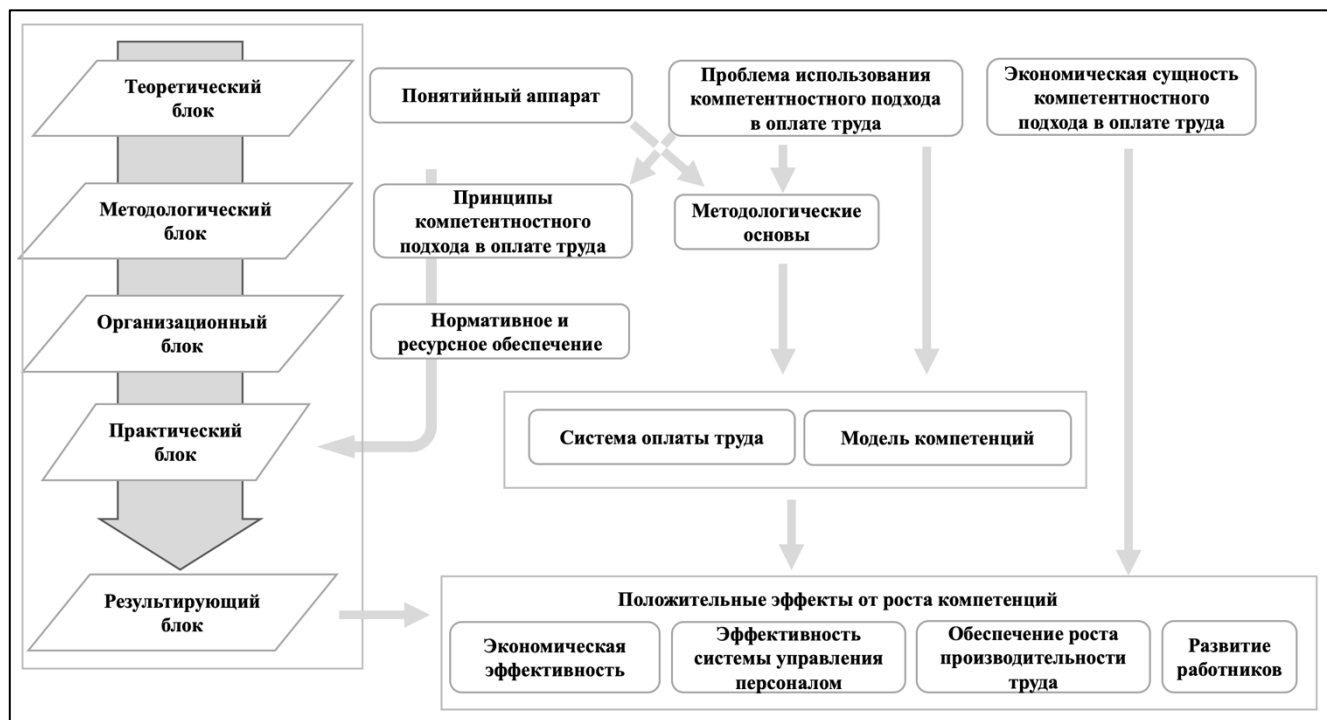 Теоретический
блок
Понятийный аппарат
Проблема использования
компетентностного подхода
в оплате труда
Экономическая сущность
компетентностного
подхода в оплате труда
Методологический
блок
Принципы
компетентностного
подхода в оплате труда
Методологические
основы
Организационный
блок
Нормативное и
ресурсное обеспечение
Практический
блок
Система оплаты труда
Модель компетенций
Результирующий
блок
Положительные эффекты от роста компетенций
Экономическая
эффективность
Эффективность
системы управления
персоналом
Обеспечение роста
производительности
труда
Развитие
работников